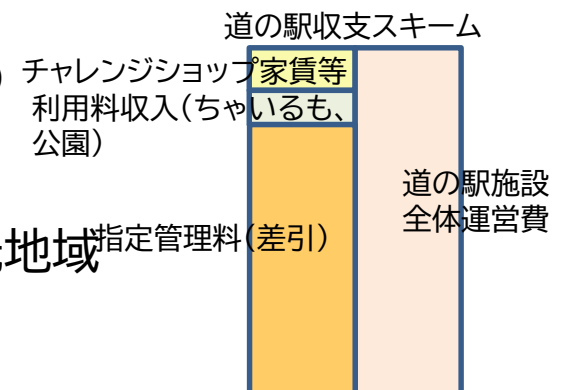 道の駅収支スキーム
）
チャレンジショップ家賃等
利用料収入（ちゃいるも、
公園）
道の駅施設
全体運営費
指定管理料（差引）
地域